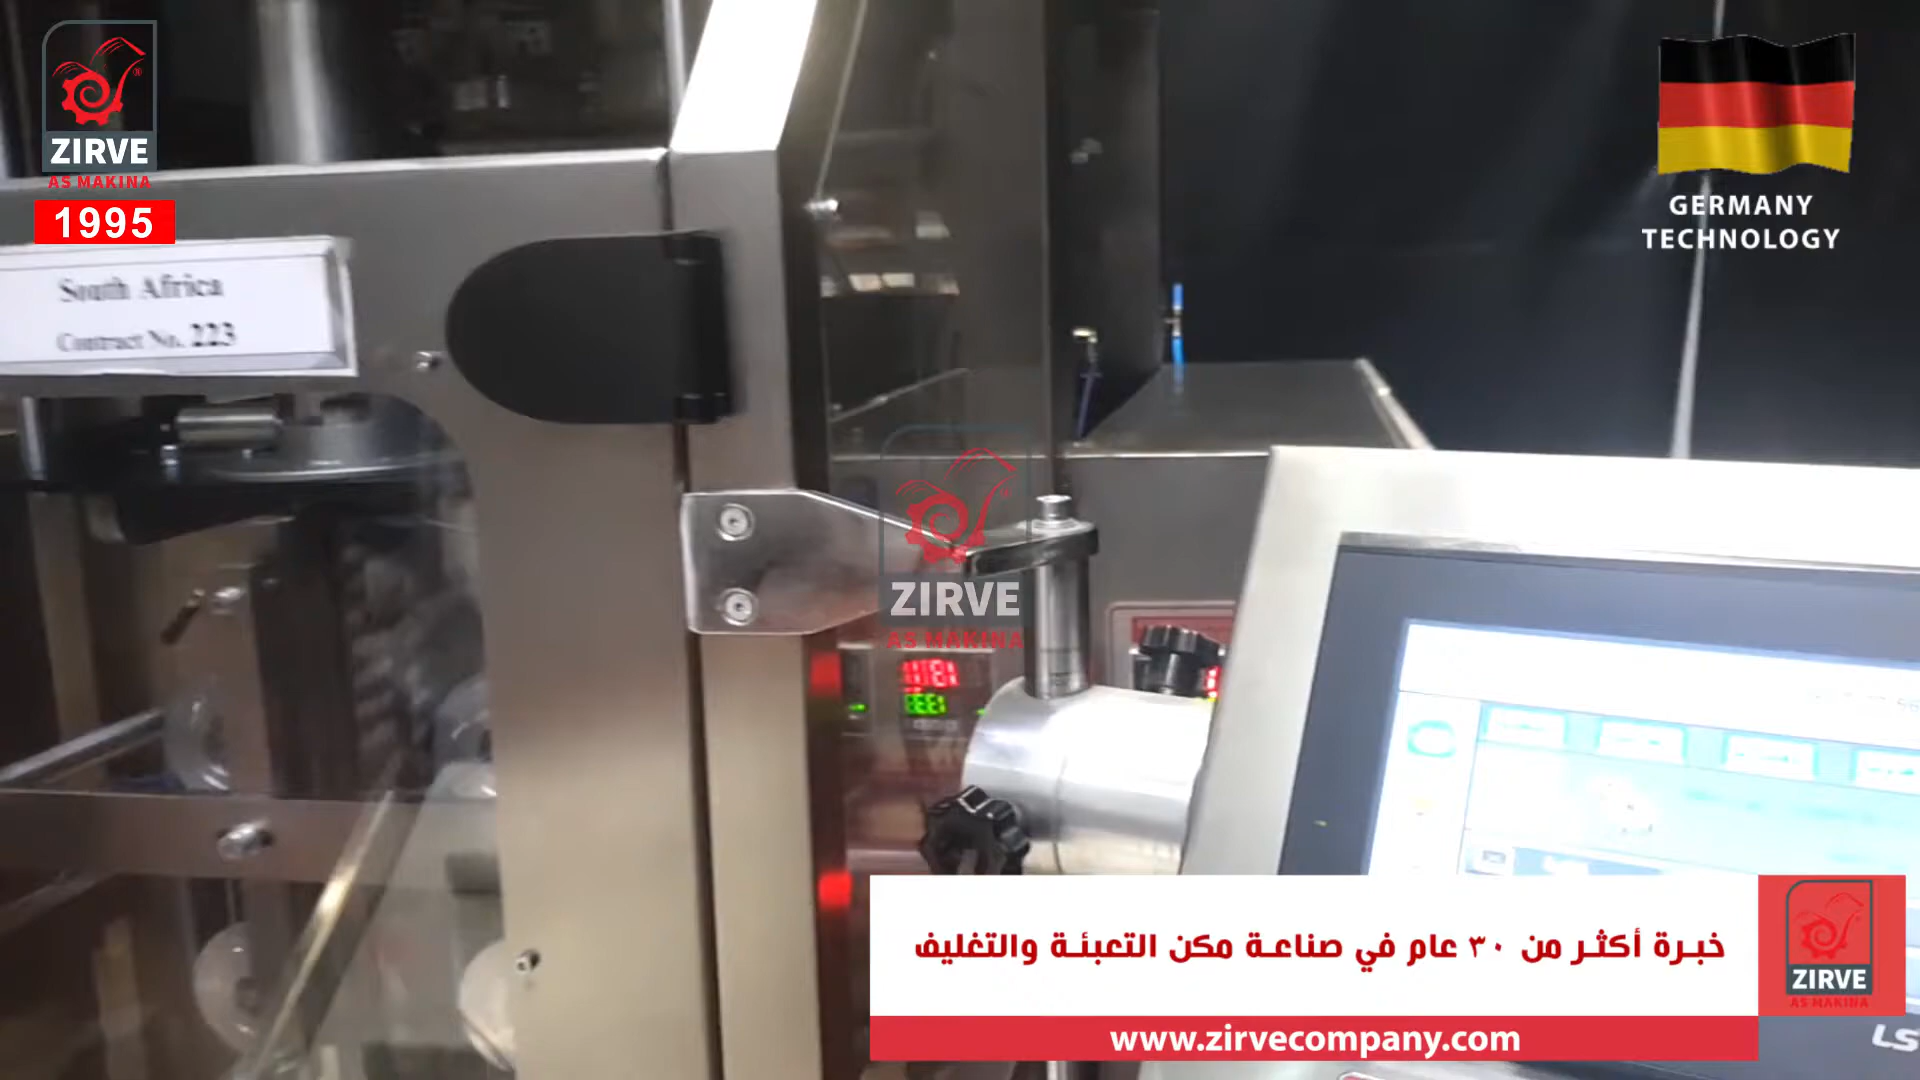 ZIRVE
AS MAKINA
1995
GERMANY
TECHNOLOGY
South Africa
Contract No. 223
ZIRVE
AS MAKINA
خبرة أكثر من ٣٠ عام في صناعة مكن التعبئة والتغليف
ZIRVE
AS MAKINA
www.zirvecompany.com
LS